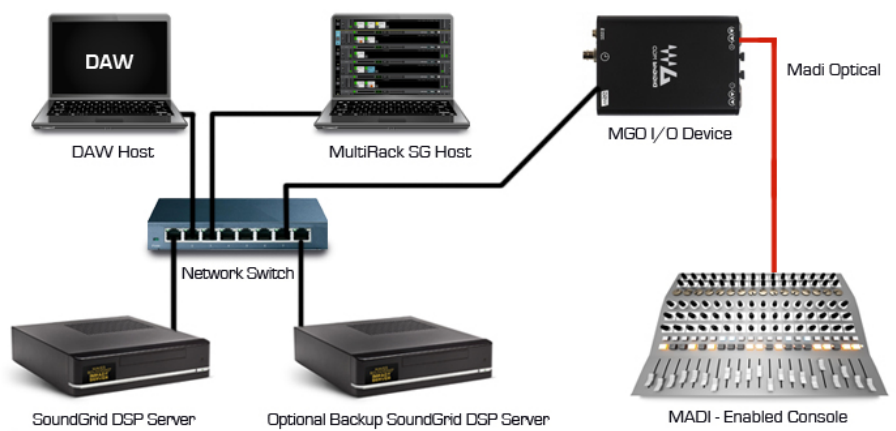 DAW
DAW Host
MultiRack SG Host
MGO I/O Device
Madi Optical
Network Switch
SoundGrid DSP Server
Optional Backup SoundGrid DSP Server
MADI - Enabled Console